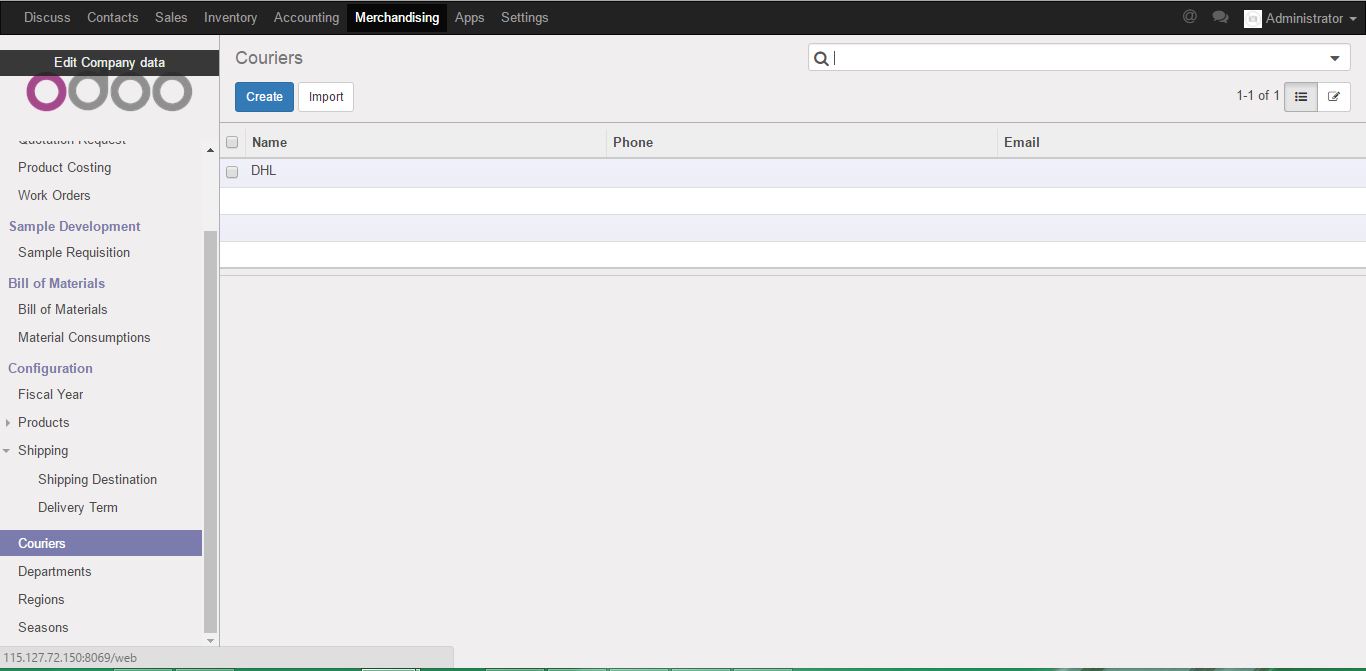 Discuss Contacts Sales Inventory Accounting Merchandising Apps Settings @ Administrator
Edit Company data
odoo
Quotation Request
Product Costing
Work Orders
Sample Development
Sample Requisition
Bill of Materials
Bill of Materials
Material Consumptions
Configuration
Fiscal Year
Products
Shipping
Shipping Destination
Delivery Term
Couriers
Departments
Regions
Seasons
115.127.72.150:8069/web
Couriers
Create Import
1-1 of 1
Name Phone Email
DHL